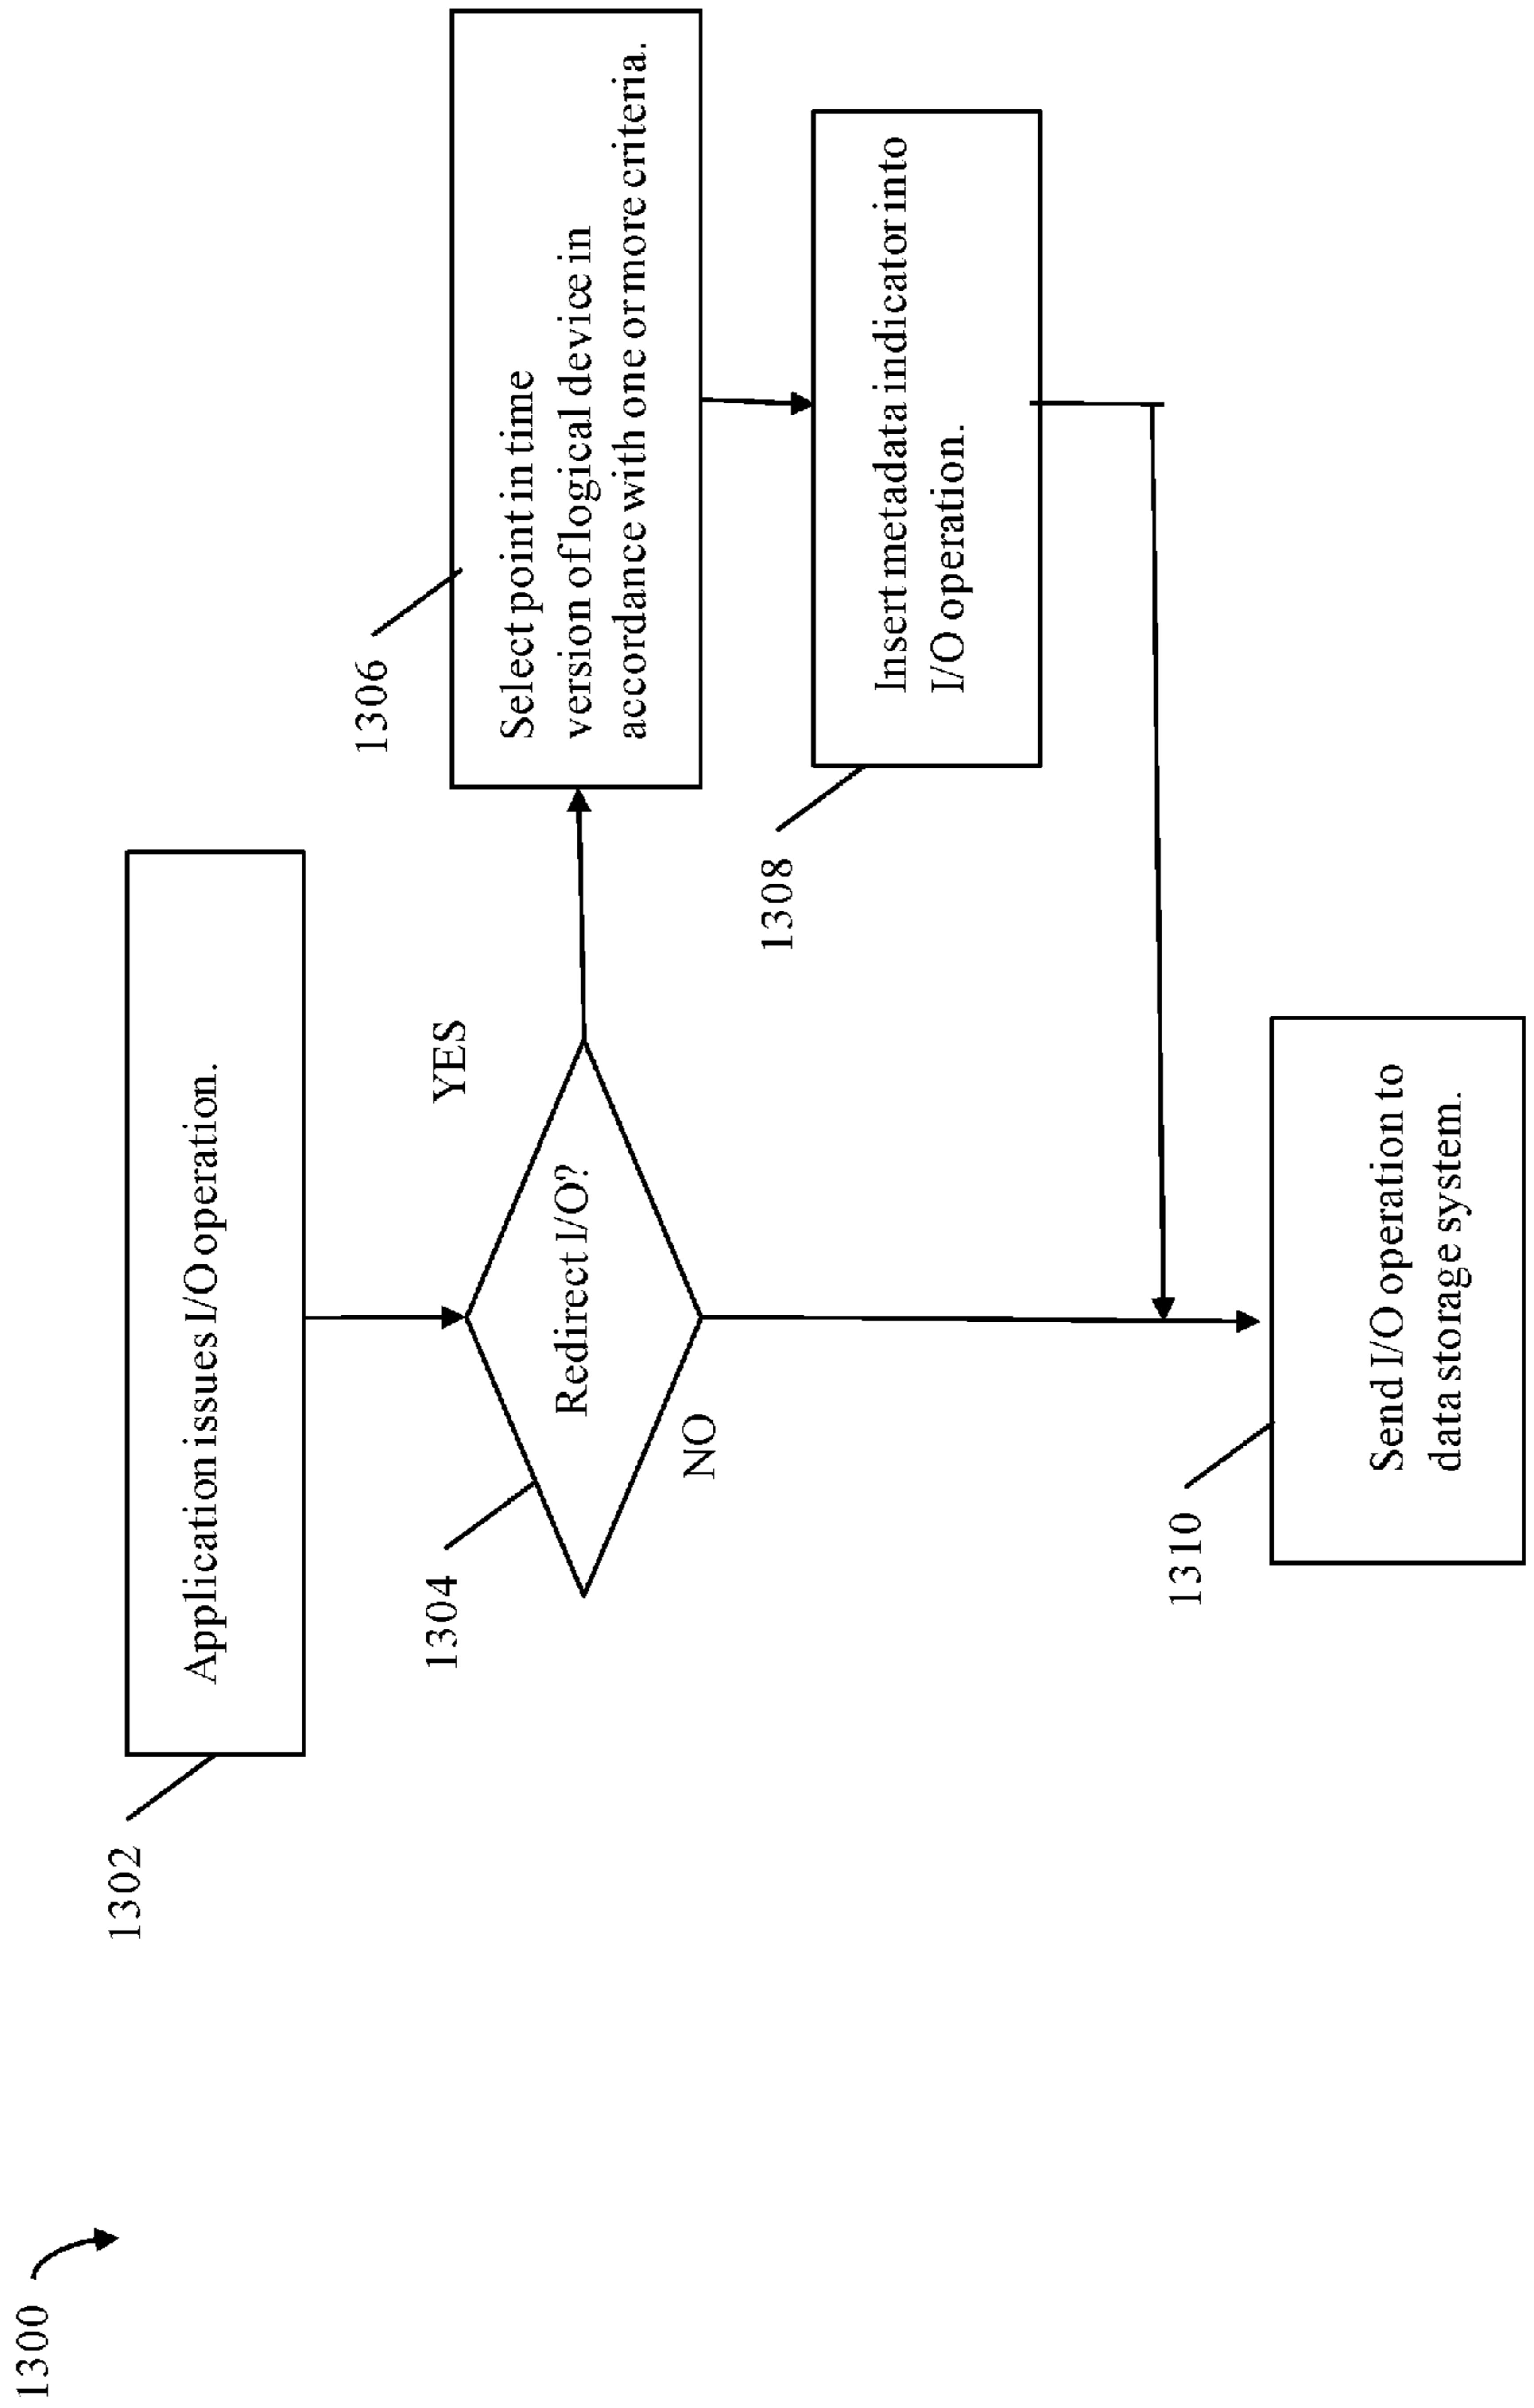 1300
1302
Application issues I/O operation.
1304
Redirect I/O?
YES
NO
1306
Select point in time
version of logical device in
accordance with one or more criteria.
1308
Insert metadata indicator into
I/O operation.
1310
Send I/O operation to
data storage system.